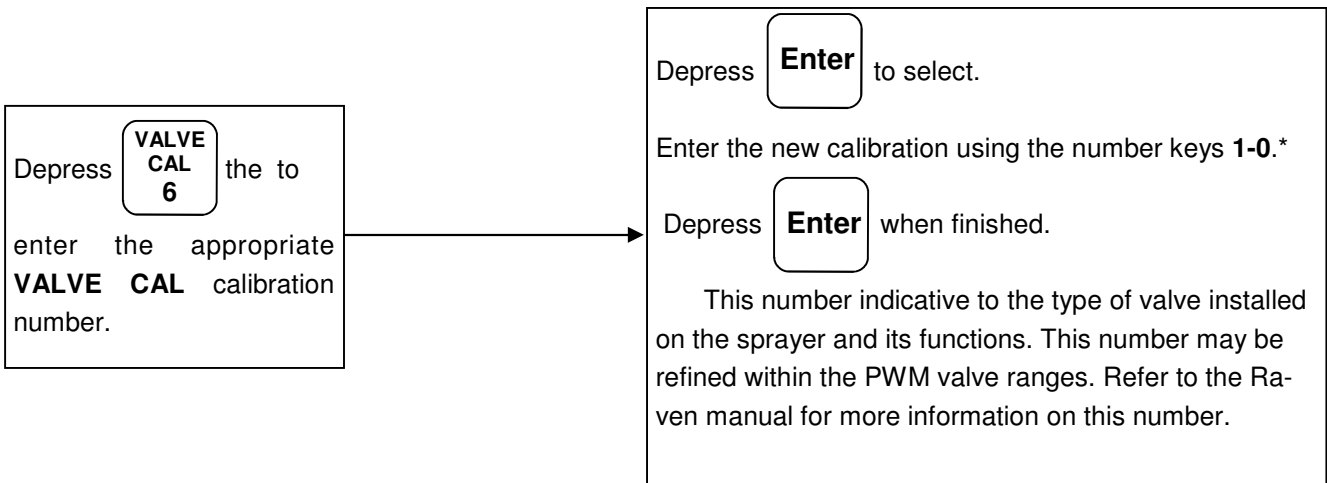 Depress VALVE CAL 6 the to
enter the appropriate
VALVE CAL calibration
number.
Depress Enter to select.
Enter the new calibration using the number keys 1-0.*
Depress Enter when finished.
This number indicative to the type of valve installed
on the sprayer and its functions. This number may be
refined within the PWM valve ranges. Refer to the Ra-
ven manual for more information on this number.